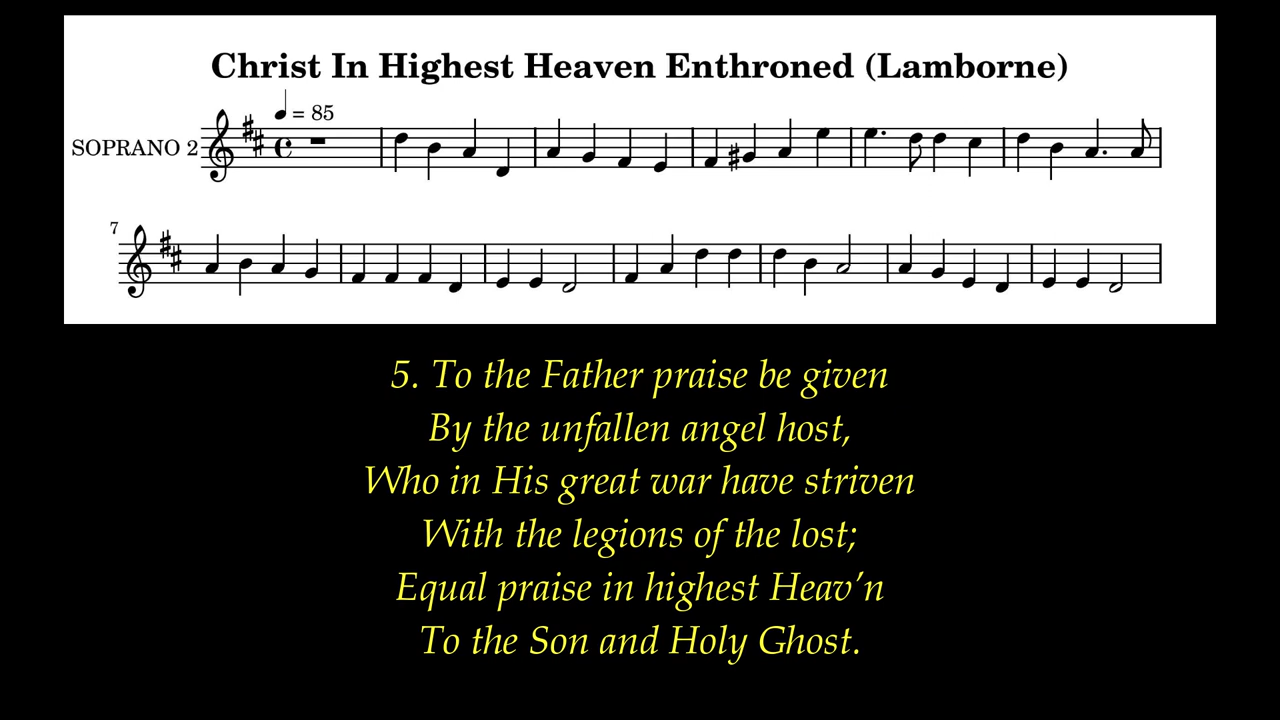 Christ In Highest Heaven Enthroned (Lamborne)
= 85
SOPRANO 2
7
5. To the Father praise be given
By the unfallen angel host,
Who in His great war have striven
With the legions of the lost;
Equal praise in highest Heav’n
To the Son and Holy Ghost.